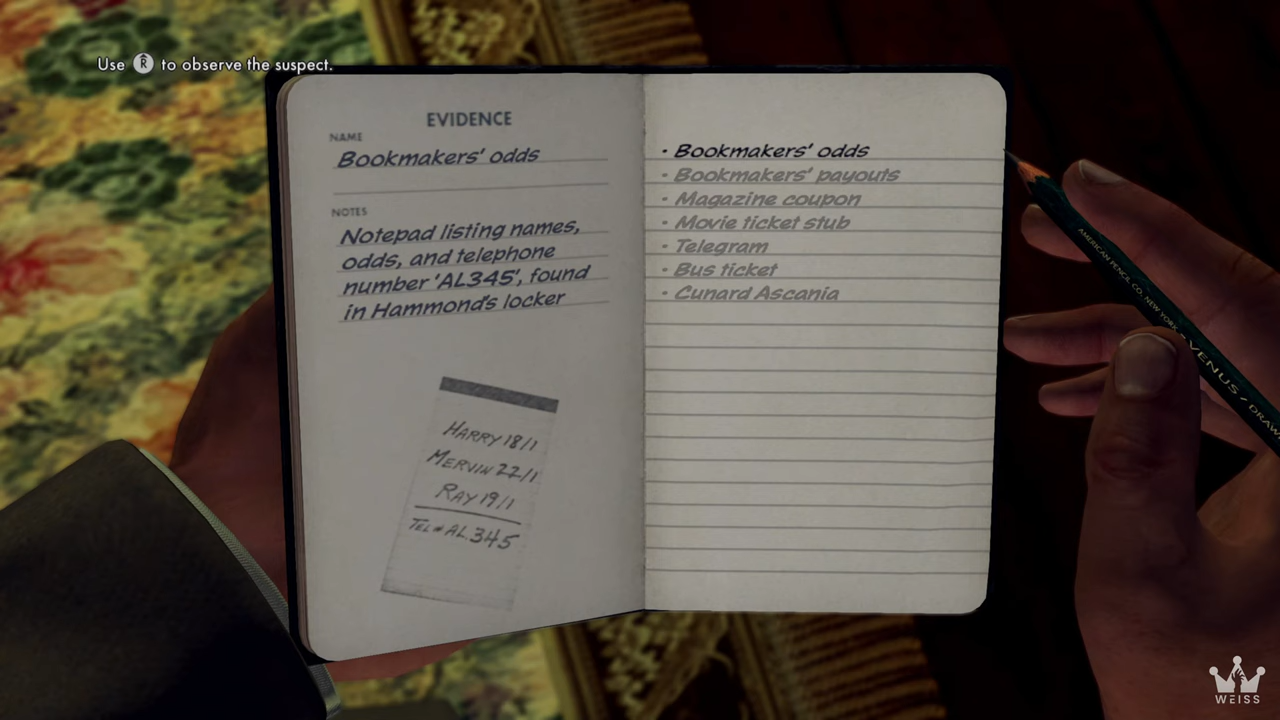 Use R to observe the suspect.
EVIDENCE
NAME
Bookmakers' odds
NOTES
Notepad listing names,
odds, and telephone
number 'AL345', found
in Hammond's locker
HARRY 18/1
MERVIN 22/1
RAY 19/1
TEL# AL.345
· Bookmakers' odds
· Bookmakers' payouts
· Magazine coupon
· Movie ticket stub
· Telegram
· Bus ticket
· Cunard Ascania
AMERICAN PENCIL CO. NEW YORK
VENUS / DRAW
WEISS